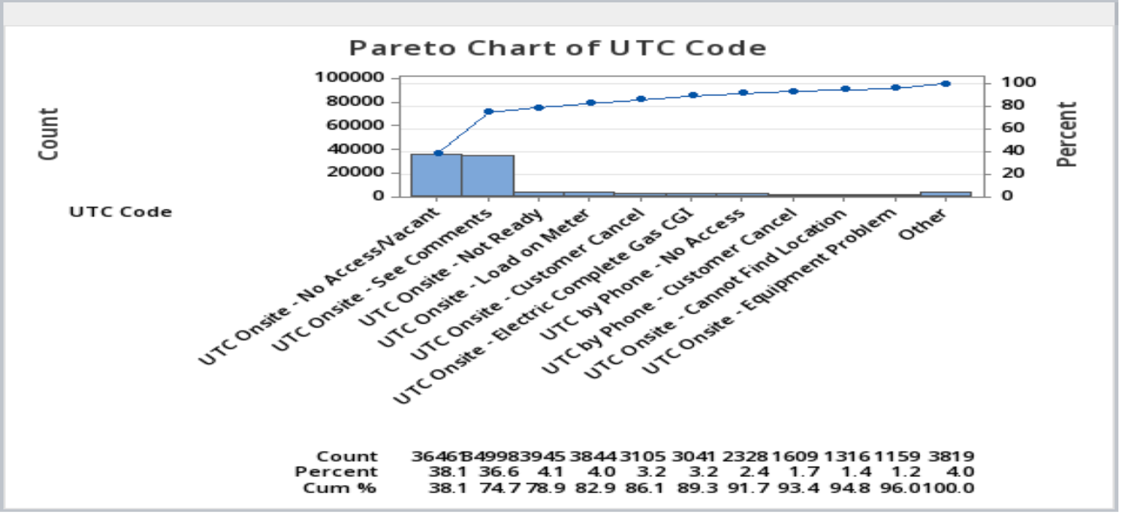 Pareto Chart of UTC Code
Count
100000
80000
60000
40000
20000
0
100
80
60
40
20
0
Percent
UTC Code
UTC Onsite - No Access/Vacant
UTC Onsite - See Comments
UTC Onsite - Not Ready
UTC Onsite - Load on Meter
UTC Onsite - Customer Cancel
UTC Onsite - Electric Complete Gas CGI
UTC by Phone - No Access
UTC by Phone - Customer Cancel
UTC Onsite - Cannot Find Location
UTC Onsite - Equipment Problem
Other
Count 36461 34998 3945 3844 3105 3041 2328 1609 1316 1159 3819
Percent 38.1 36.6 4.1 4.0 3.2 3.2 2.4 1.7 1.4 1.2 4.0
Cum % 38.1 74.7 78.9 82.9 86.1 89.3 91.7 93.4 94.8 96.0 100.0